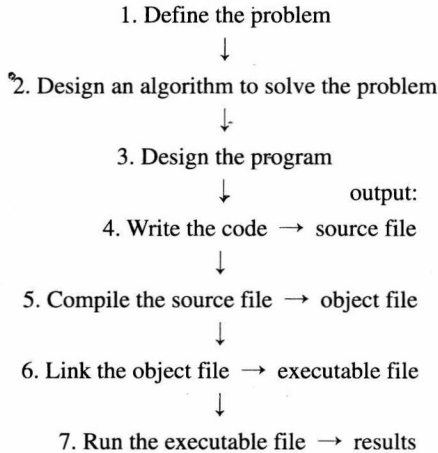 1. Define the problem
↓
2. Design an algorithm to solve the problem
↓
3. Design the program
↓ output:
4. Write the code → source file
↓
5. Compile the source file → object file
↓
6. Link the object file → executable file
↓
7. Run the executable file → results